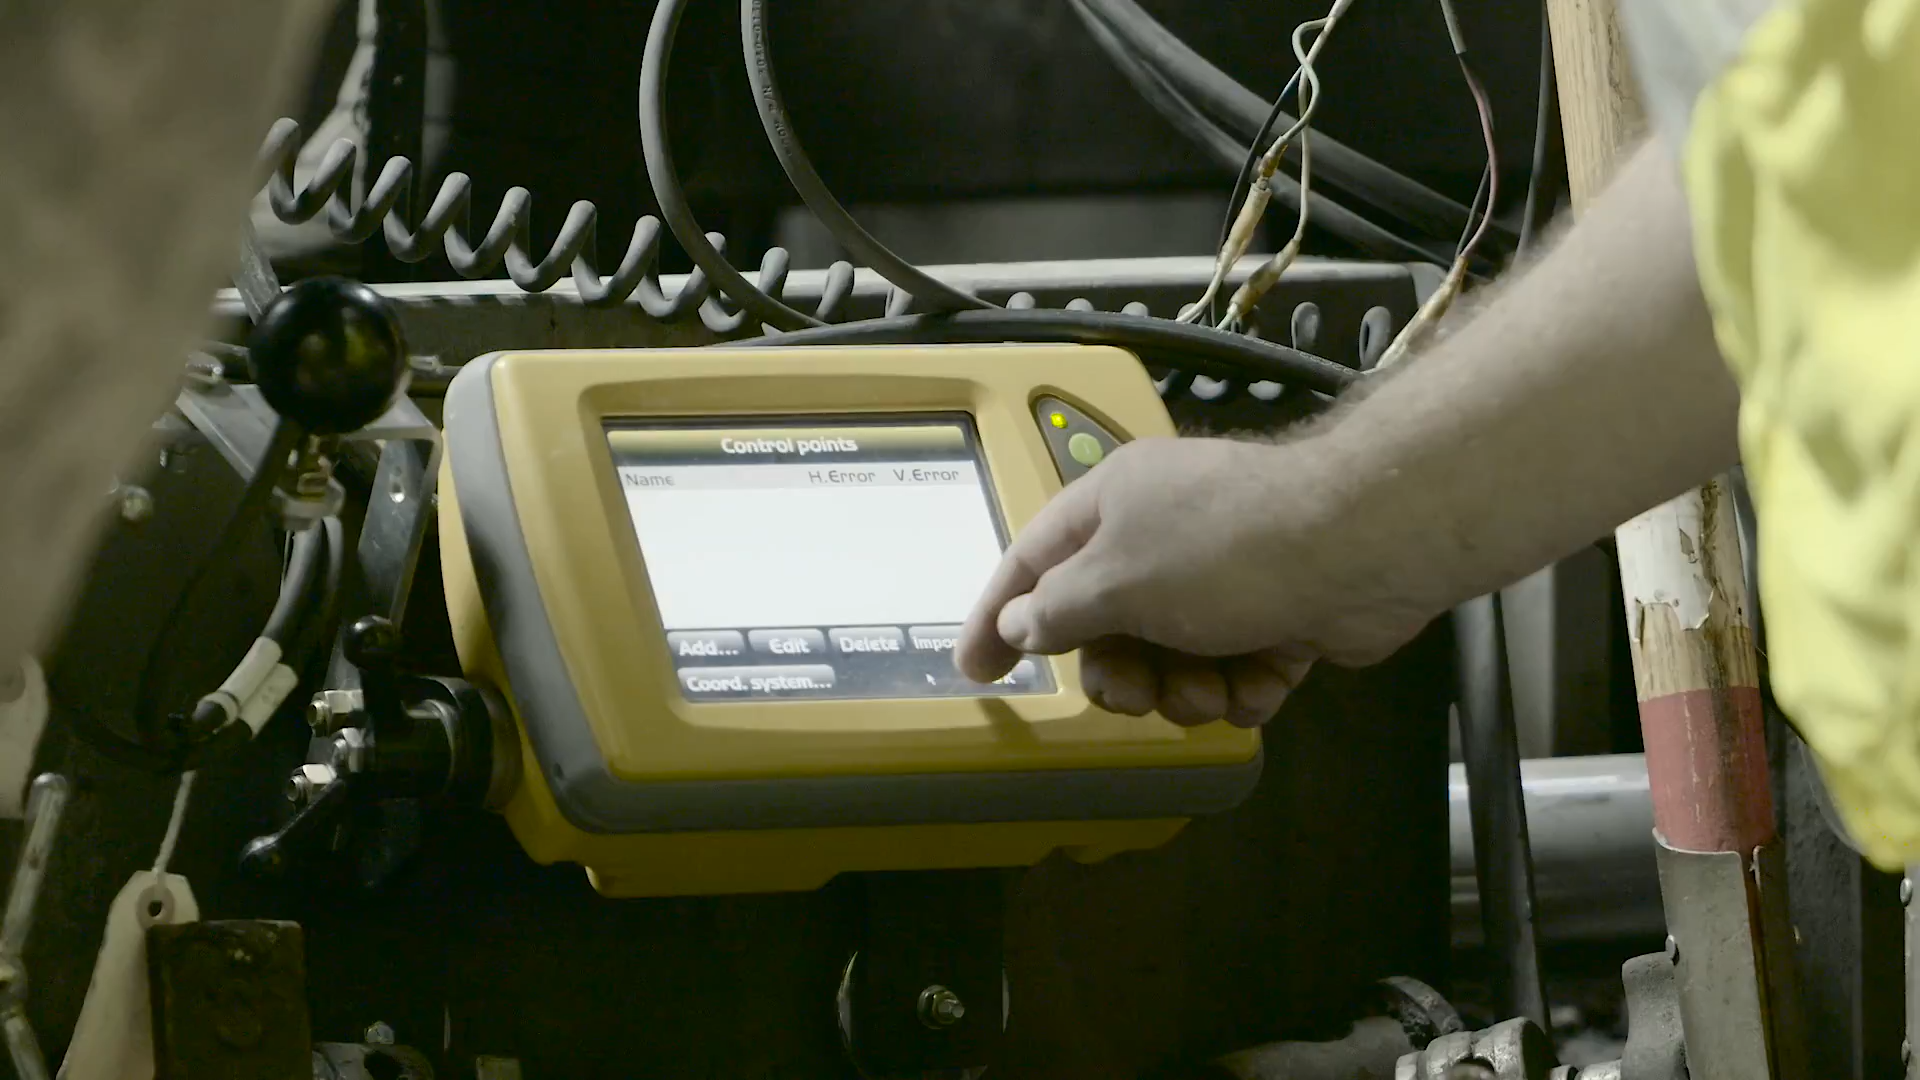 Control points
Name H.Error V.Error
Add... Edit Delete
Coord. system...